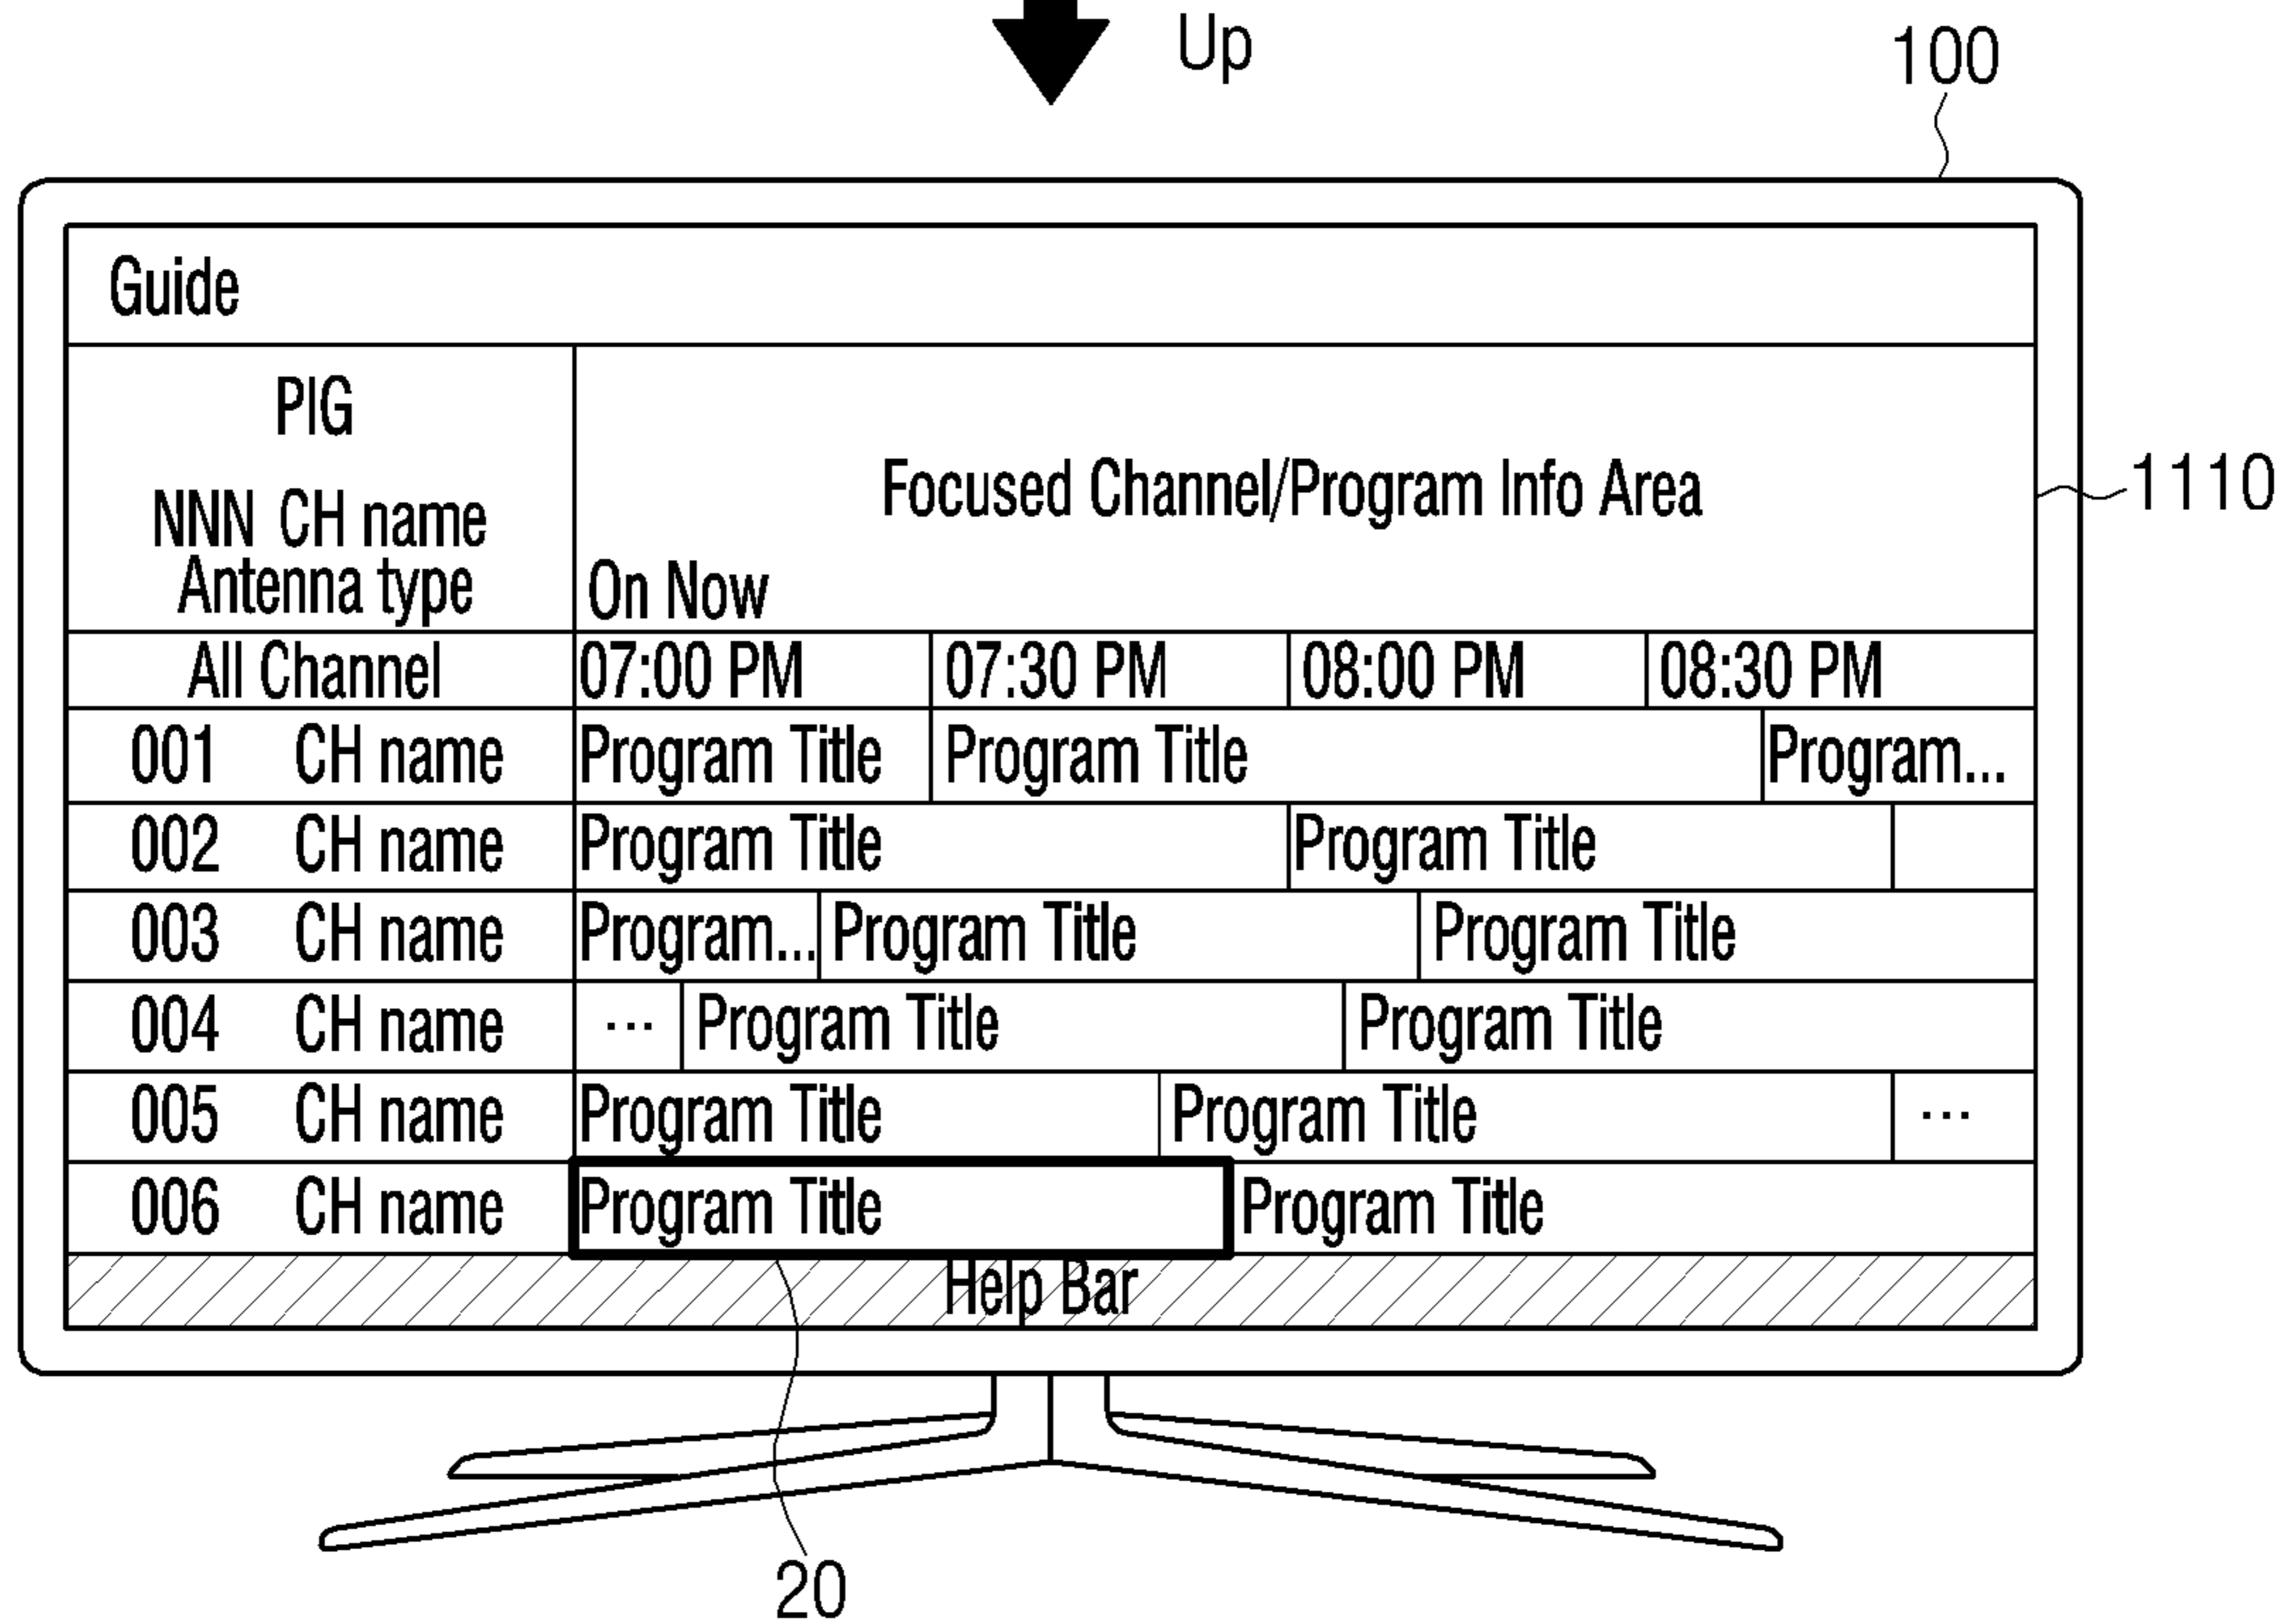 Up
100
Guide
PIG
NNN CH name
Antenna type
Focused Channel/Program Info Area
1110
On Now
All Channel 07:00 PM 07:30 PM 08:00 PM 08:30 PM
001 CH name Program Title Program Title Program...
002 CH name Program Title Program Title
003 CH name Program... Program Title Program Title
004 CH name ... Program Title Program Title
005 CH name Program Title Program Title ...
006 CH name Program Title Program Title
Help Bar
20